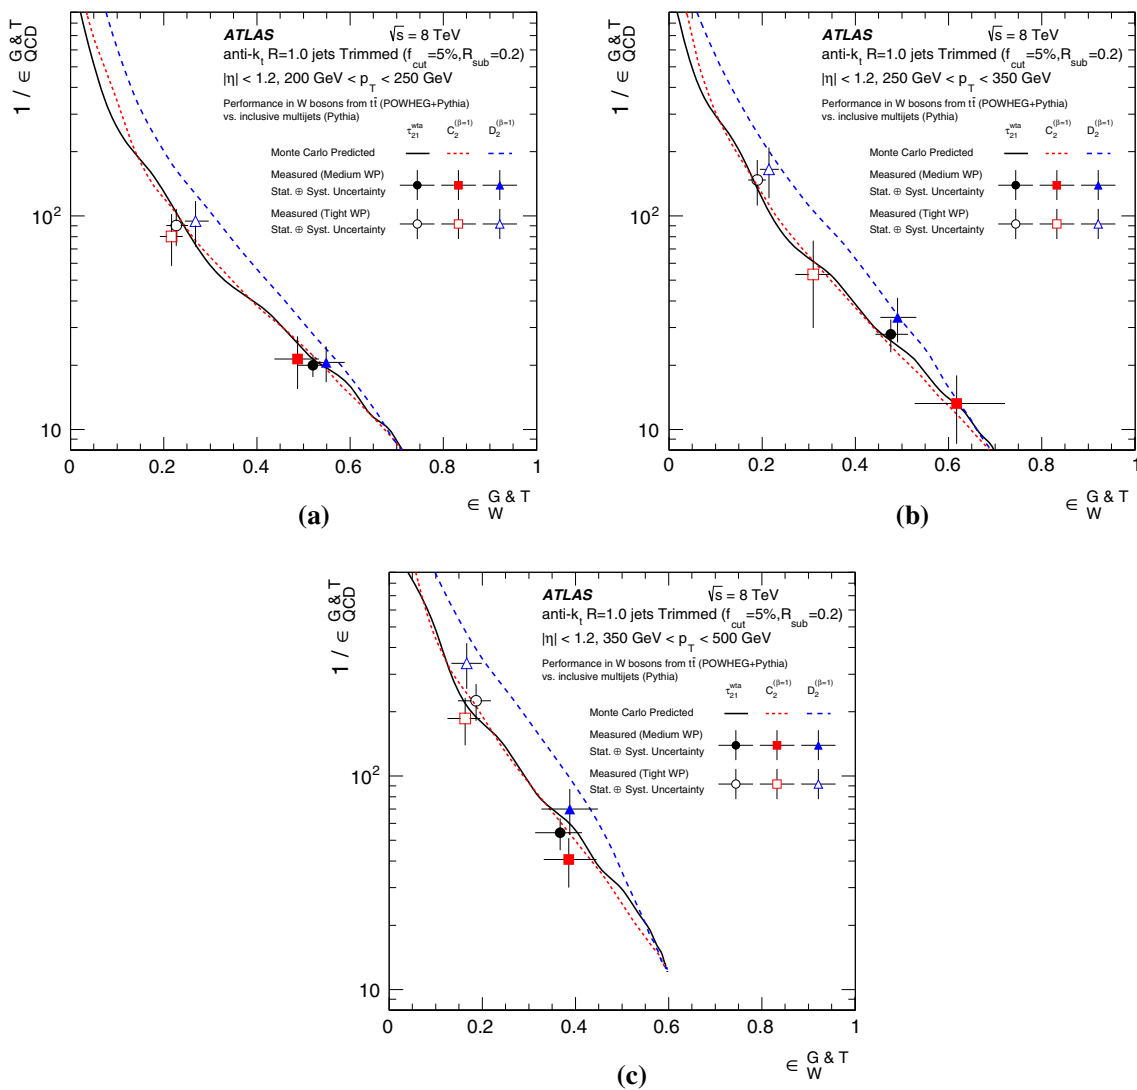 ATLAS √s = 8 TeV
anti-kt R=1.0 jets Trimmed (fcut=5%,Rsub=0.2)
|η| < 1.2, 200 GeV < pT < 250 GeV
Performance in W bosons from tt̄ (POWHEG+Pythia)
vs. inclusive multijets (Pythia)
τ21wta C2(β=1) D2(β=1)
Monte Carlo Predicted
Measured (Medium WP)
Stat. ⊕ Syst. Uncertainty
Measured (Tight WP)
Stat. ⊕ Syst. Uncertainty
1 / ∈ G & T QCD
10²
10
0 0.2 0.4 0.6 0.8 1
∈ G & T W
(a)
ATLAS √s = 8 TeV
anti-kt R=1.0 jets Trimmed (fcut=5%,Rsub=0.2)
|η| < 1.2, 250 GeV < pT < 350 GeV
Performance in W bosons from tt̄ (POWHEG+Pythia)
vs. inclusive multijets (Pythia)
τ21wta C2(β=1) D2(β=1)
Monte Carlo Predicted
Measured (Medium WP)
Stat. ⊕ Syst. Uncertainty
Measured (Tight WP)
Stat. ⊕ Syst. Uncertainty
1 / ∈ G & T QCD
10²
10
0 0.2 0.4 0.6 0.8 1
∈ G & T W
(b)
ATLAS √s = 8 TeV
anti-kt R=1.0 jets Trimmed (fcut=5%,Rsub=0.2)
|η| < 1.2, 350 GeV < pT < 500 GeV
Performance in W bosons from tt̄ (POWHEG+Pythia)
vs. inclusive multijets (Pythia)
τ21wta C2(β=1) D2(β=1)
Monte Carlo Predicted
Measured (Medium WP)
Stat. ⊕ Syst. Uncertainty
Measured (Tight WP)
Stat. ⊕ Syst. Uncertainty
1 / ∈ G & T QCD
10²
10
0 0.2 0.4 0.6 0.8 1
∈ G & T W
(c)